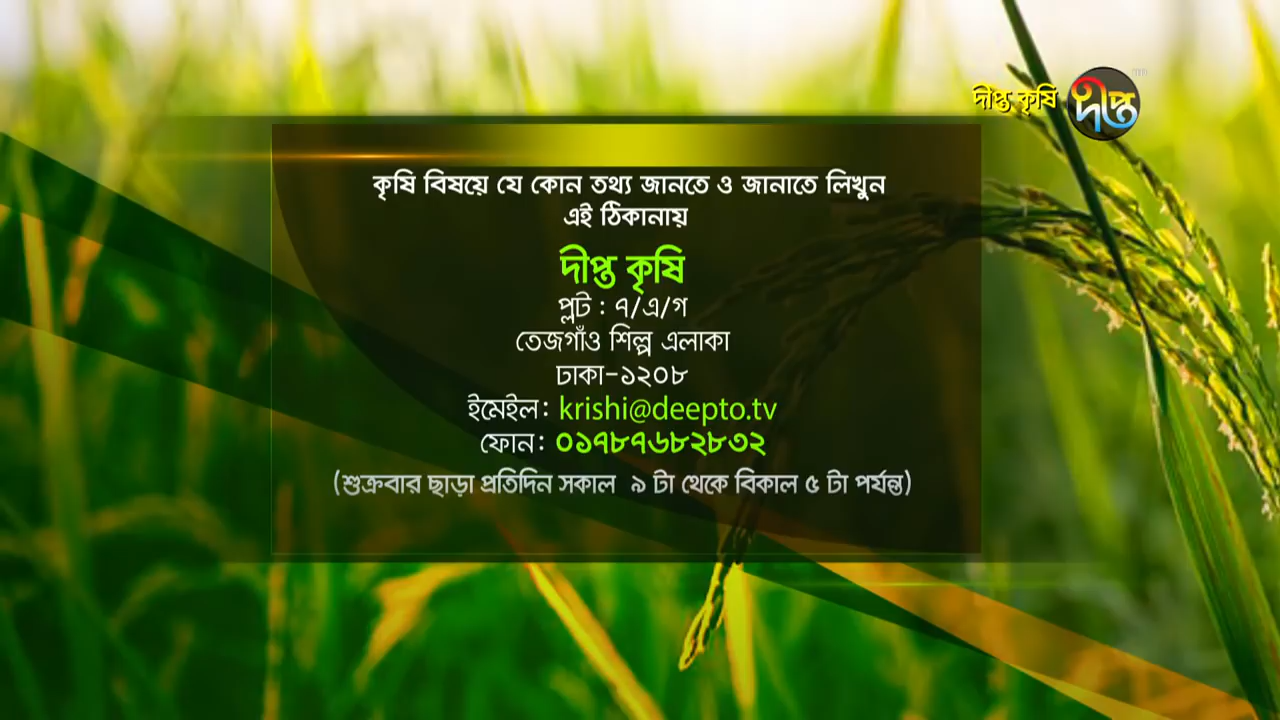 দীপ্ত কৃষি দীপ্ত
কৃষি বিষয়ে যে কোন তথ্য জানতে ও জানাতে লিখুন
এই ঠিকানায়
দীপ্ত কৃষি
প্লট : ৭/এ/গ
তেজগাঁও শিল্প এলাকা
ঢাকা-১২০৮
ইমেইল: krishi@deepto.tv
ফোন: ০১৭৮৭৬৮২৮৩২
(শুক্রবার ছাড়া প্রতিদিন সকাল ৯ টা থেকে বিকাল ৫ টা পর্যন্ত)